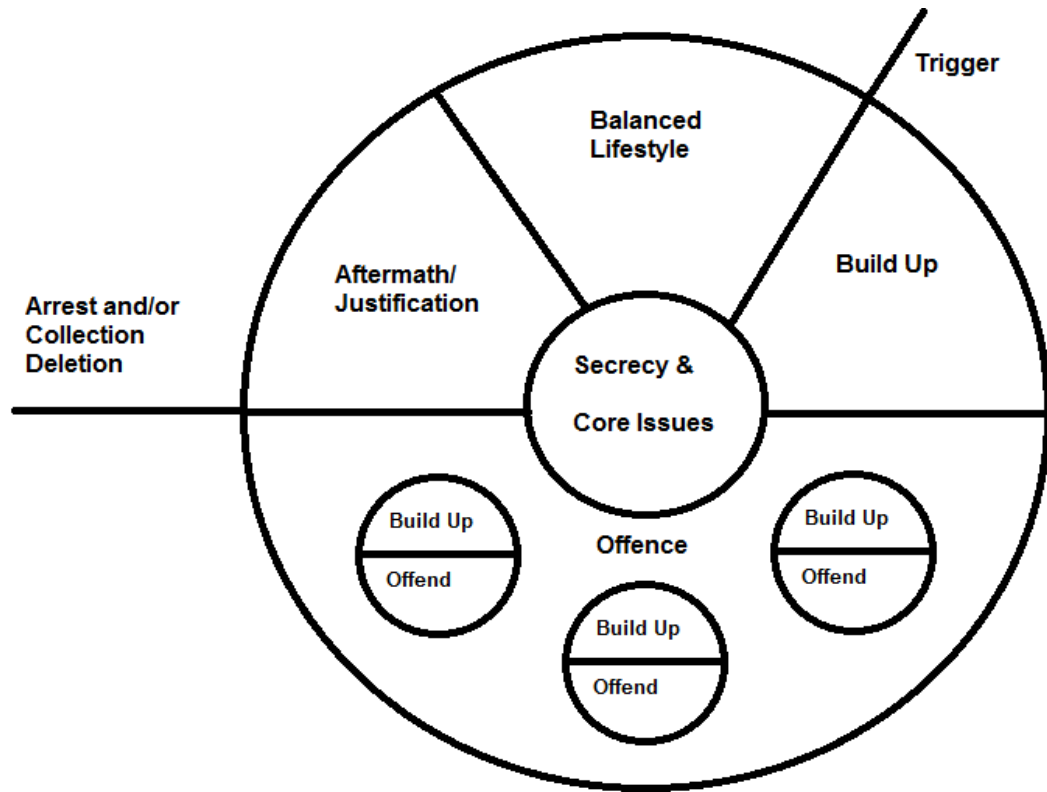 Trigger
Balanced
Lifestyle
Build Up
Aftermath/
Justification
Arrest and/or
Collection
Deletion
Secrecy &
Core Issues
Offence
Build Up
Offend
Build Up
Offend
Build Up
Offend